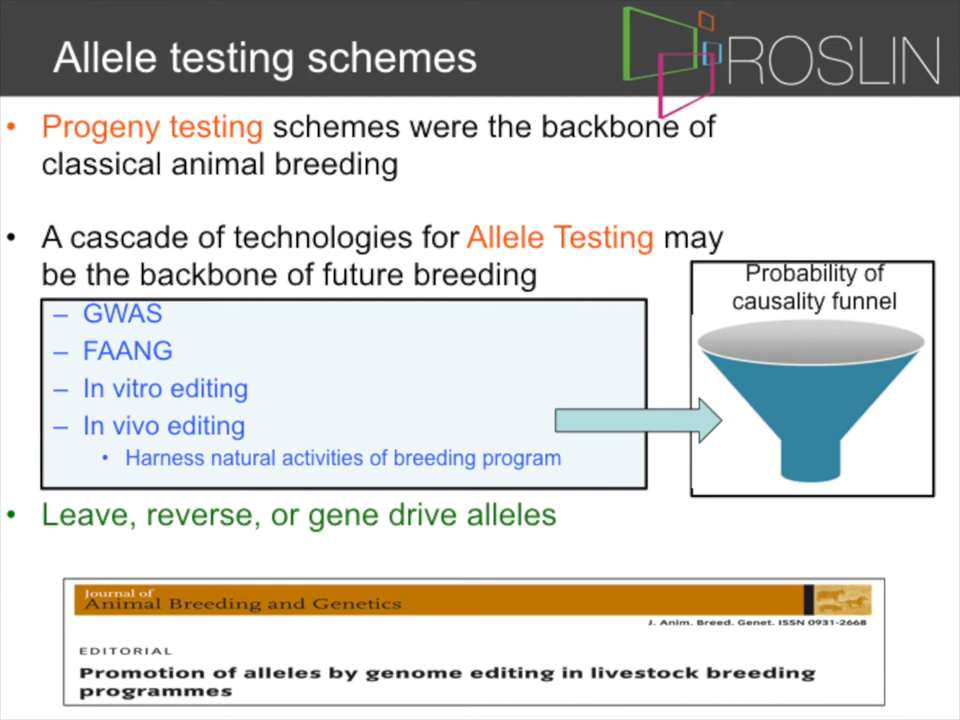 Allele testing schemes
ROSLIN
• Progeny testing schemes were the backbone of
classical animal breeding
• A cascade of technologies for Allele Testing may
be the backbone of future breeding
– GWAS
– FAANG
– In vitro editing
– In vivo editing
• Harness natural activities of breeding program
Probability of
causality funnel
• Leave, reverse, or gene drive alleles
Journal of
Animal Breeding and Genetics
J. Anim. Breed. Genet. ISSN 0931-2668
EDITORIAL
Promotion of alleles by genome editing in livestock breeding
programmes